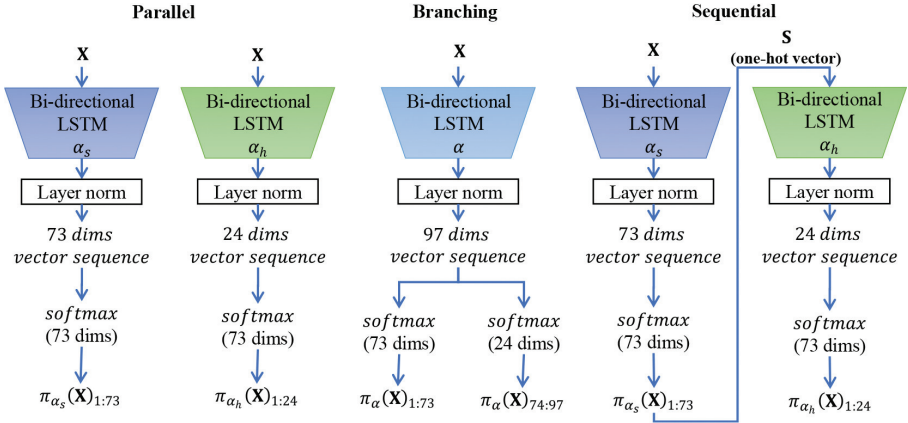 Parallel
X
Bi-directional
LSTM
α_s
Layer norm
73 dims
vector sequence
softmax
(73 dims)
π_{α_s}(X)_{1:73}
X
Bi-directional
LSTM
α_h
Layer norm
24 dims
vector sequence
softmax
(73 dims)
π_{α_h}(X)_{1:24}
Branching
X
Bi-directional
LSTM
α
Layer norm
97 dims
vector sequence
softmax
(73 dims)
π_α(X)_{1:73}
softmax
(24 dims)
π_α(X)_{74:97}
Sequential
X
Bi-directional
LSTM
α_s
Layer norm
73 dims
vector sequence
softmax
(73 dims)
π_{α_s}(X)_{1:73}
S
(one-hot vector)
Bi-directional
LSTM
α_h
Layer norm
24 dims
vector sequence
softmax
(73 dims)
π_{α_h}(X)_{1:24}